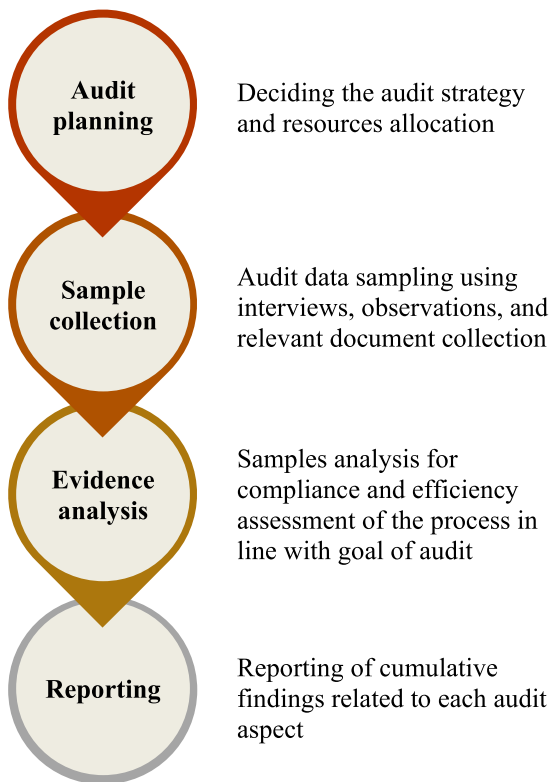 Audit
planning
Deciding the audit strategy
and resources allocation
Sample
collection
Audit data sampling using
interviews, observations, and
relevant document collection
Evidence
analysis
Samples analysis for
compliance and efficiency
assessment of the process in
line with goal of audit
Reporting
Reporting of cumulative
findings related to each audit
aspect